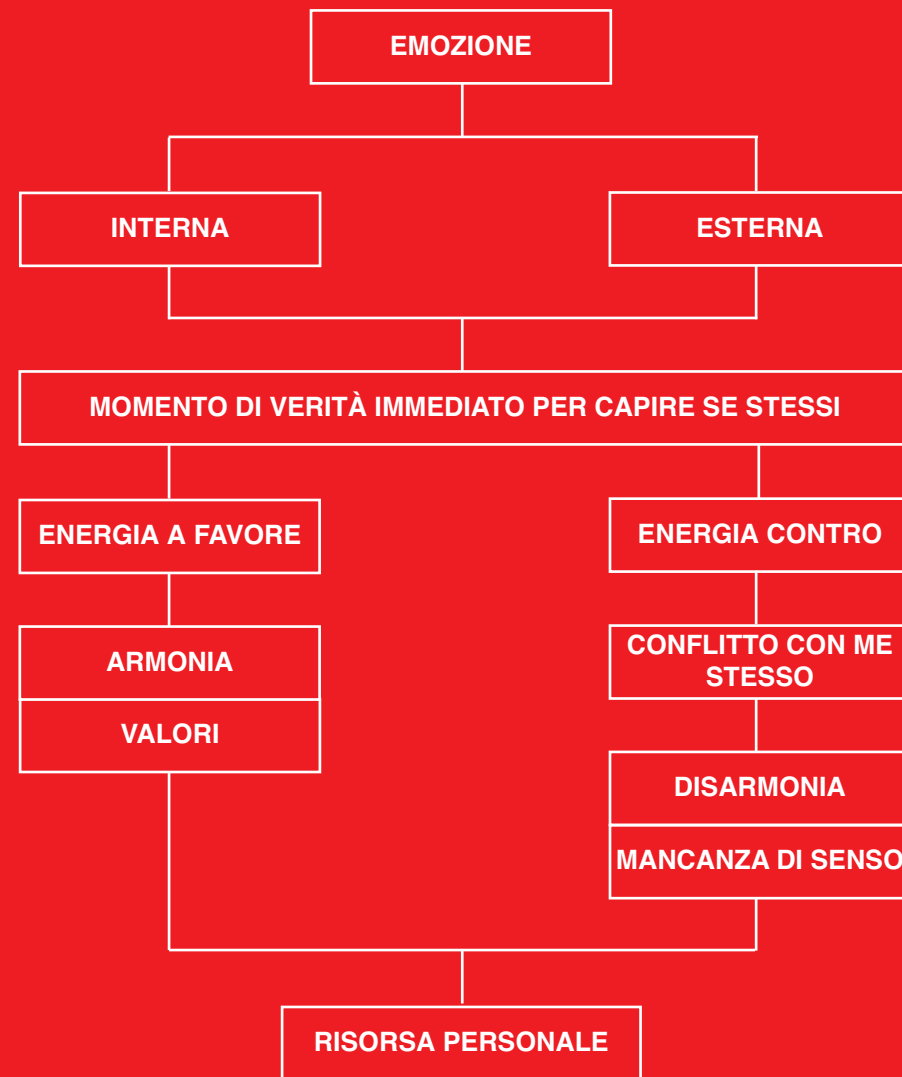 EMOZIONE
INTERNA
ESTERNA
MOMENTO DI VERITÀ IMMEDIATO PER CAPIRE SE STESSI
ENERGIA A FAVORE
ENERGIA CONTRO
ARMONIA
CONFLITTO CON ME
STESSO
VALORI
DISARMONIA
MANCANZA DI SENSO
RISORSA PERSONALE